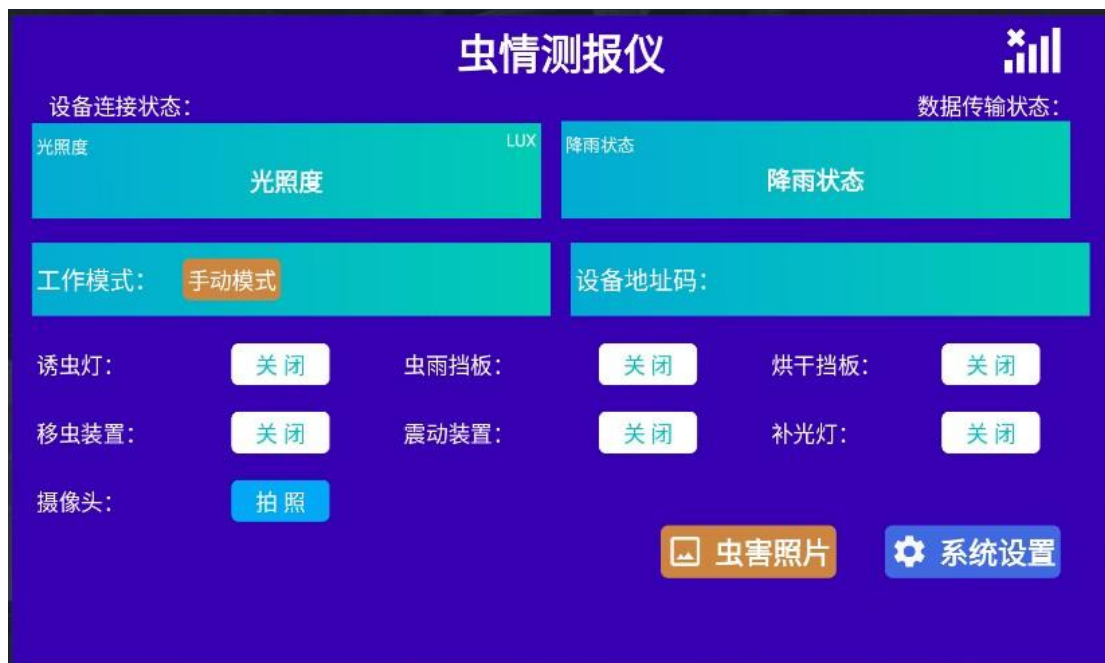 虫情测报仪
设备连接状态： 数据传输状态：
光照度 LUX 降雨状态
光照度 降雨状态
工作模式： 手动模式 设备地址码：
诱虫灯： 关闭 虫雨挡板： 关闭 烘干挡板： 关闭
移虫装置： 关闭 震动装置： 关闭 补光灯： 关闭
摄像头： 拍照
虫害照片 系统设置